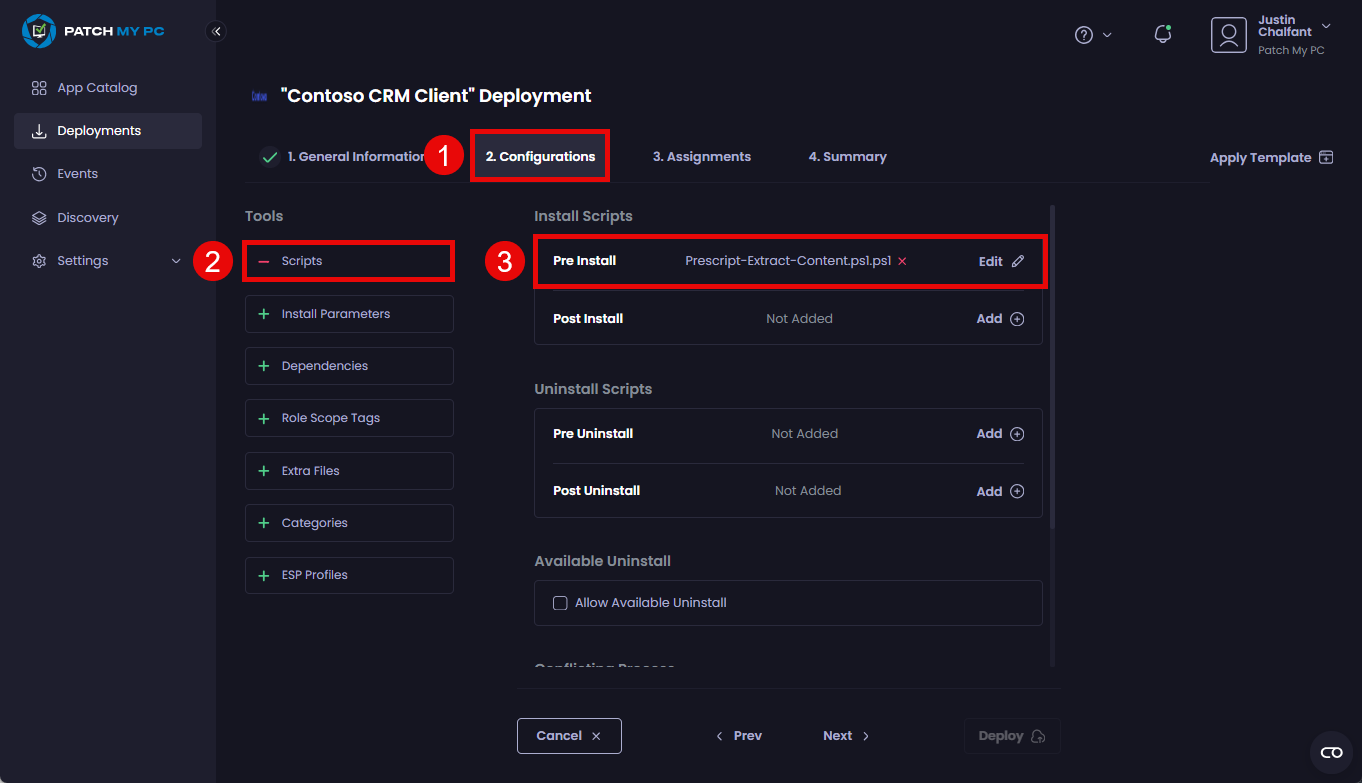 PATCH MY PC
App Catalog
Deployments
Events
Discovery
Settings
Justin
Chalfant
Patch My PC
Contoso
"Contoso CRM Client" Deployment
1. General Information
1
2. Configurations
3. Assignments
4. Summary
Apply Template
Tools
2
Scripts
Install Parameters
Dependencies
Role Scope Tags
Extra Files
Categories
ESP Profiles
Install Scripts
3
Pre Install Prescript-Extract-Content.ps1.ps1 Edit
Post Install Not Added Add
Uninstall Scripts
Pre Uninstall Not Added Add
Post Uninstall Not Added Add
Available Uninstall
Allow Available Uninstall
Conflicting Process
Cancel
Prev
Next
Deploy